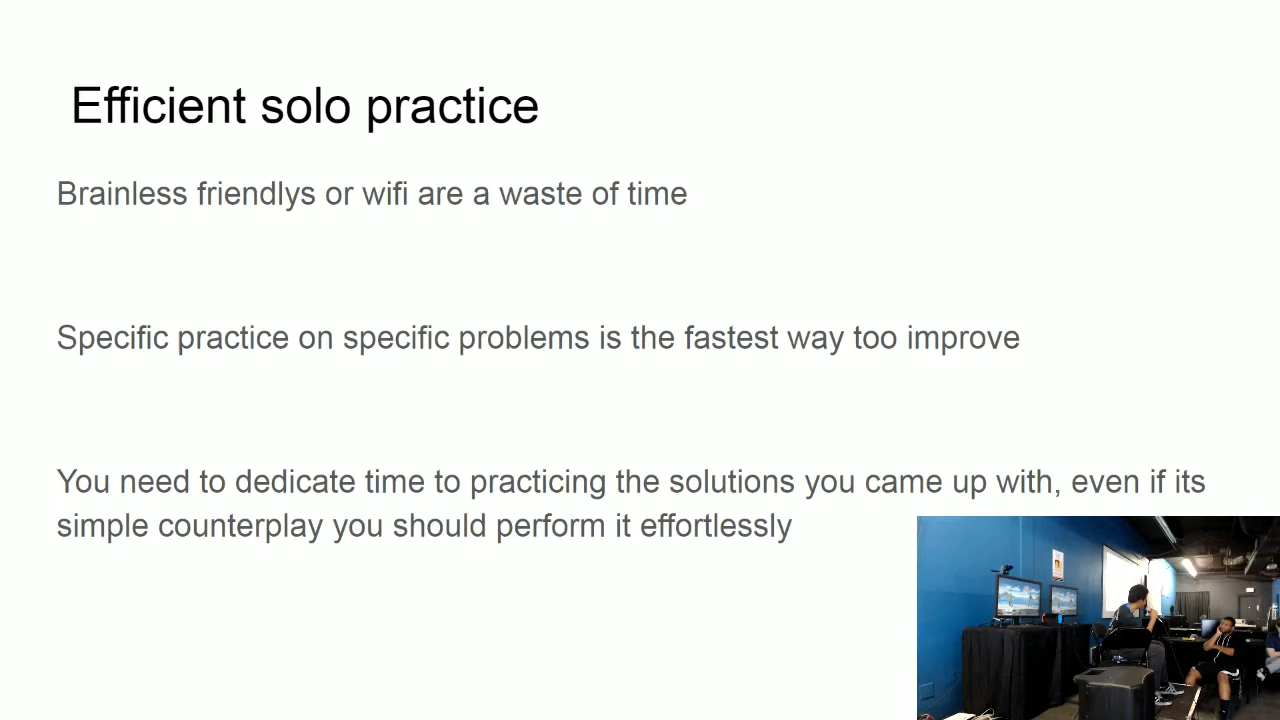 Efficient solo practice
Brainless friendlys or wifi are a waste of time
Specific practice on specific problems is the fastest way too improve
You need to dedicate time to practicing the solutions you came up with, even if its
simple counterplay you should perform it effortlessly